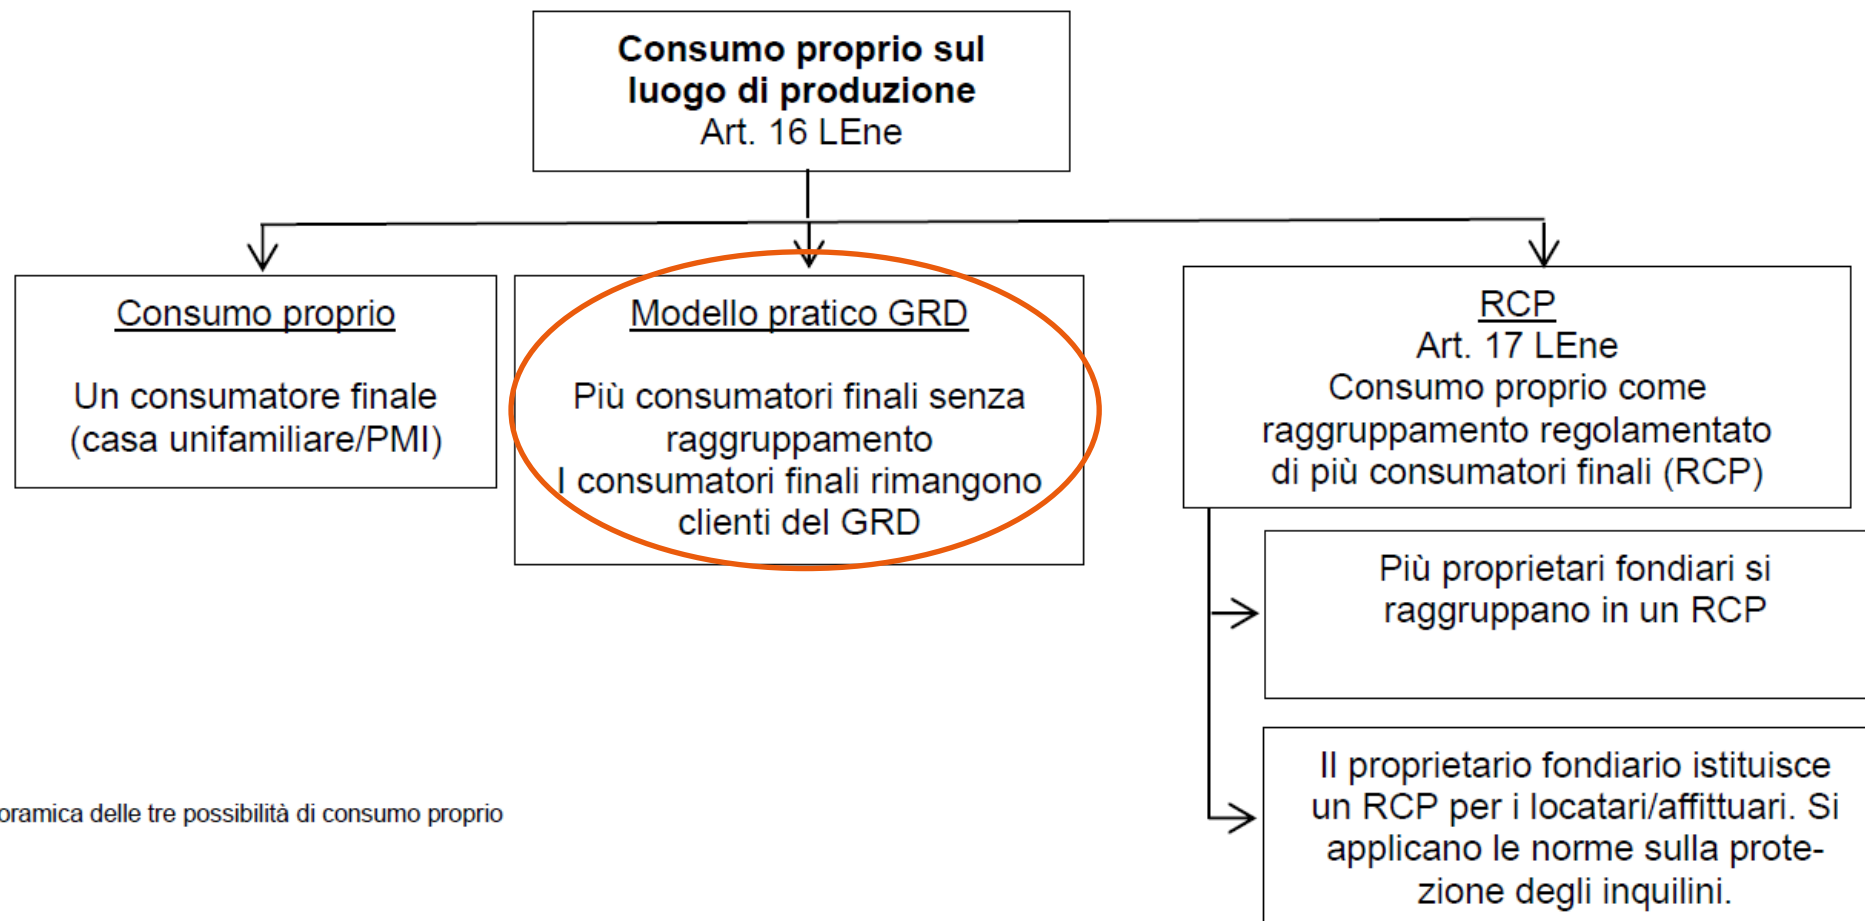 Consumo proprio sul
luogo di produzione
Art. 16 LEne
Consumo proprio
Un consumatore finale
(casa unifamiliare/PMI)
Modello pratico GRD
Più consumatori finali senza
raggruppamento
I consumatori finali rimangono
clienti del GRD
RCP
Art. 17 LEne
Consumo proprio come
raggruppamento regolamentato
di più consumatori finali (RCP)
Più proprietari fondiari si
raggruppano in un RCP
Il proprietario fondiario istituisce
un RCP per i locatari/affittuari. Si
applicano le norme sulla prote-
zione degli inquilini.
oramica delle tre possibilità di consumo proprio